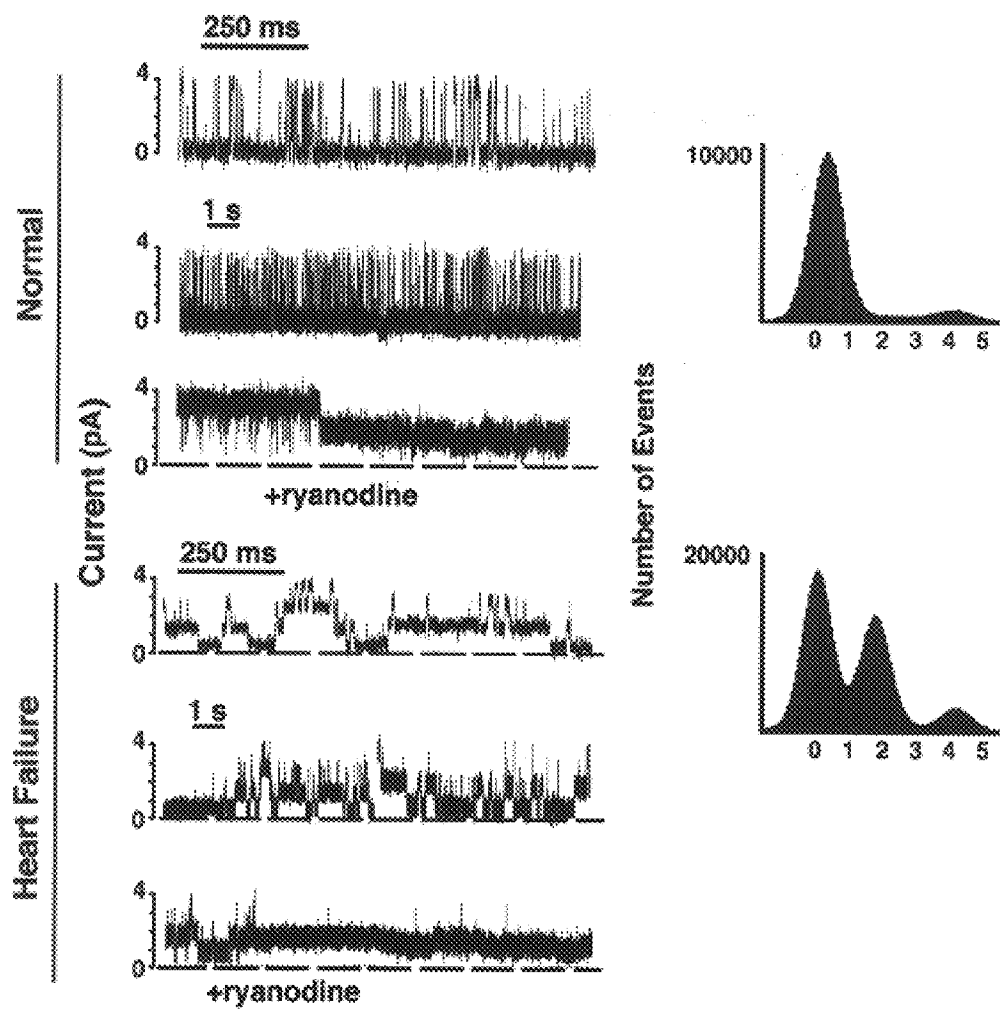 Normal
Current (pA)
250 ms
4
0
1 s
4
0
4
0
+ryanodine
Heart Failure
250 ms
4
0
1 s
4
0
4
0
+ryanodine
Number of Events
10000
0 1 2 3 4 5
20000
0 1 2 3 4 5